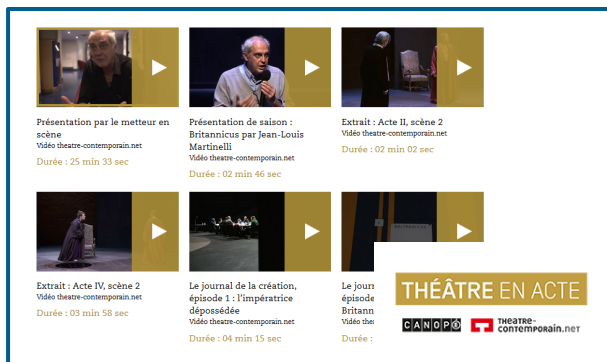 Présentation par le metteur en
scène
Vidéo theatre-contemporain.net
Durée : 25 min 33 sec
Présentation de saison :
Britannicus par Jean-Louis
Martinelli
Vidéo theatre-contemporain.net
Durée : 02 min 46 sec
Extrait : Acte II, scène 2
Vidéo theatre-contemporain.net
Durée : 02 min 02 sec
Extrait : Acte IV, scène 2
Vidéo theatre-contemporain.net
Durée : 03 min 58 sec
Le journal de la création,
épisode 1 : l'impératrice
dépossédée
Vidéo theatre-contemporain.net
Durée : 04 min 15 sec
Le jour
épisode
Britann
Vidéo
Durée :
THÉÂTRE EN ACTE
CANOPÉ
THEATRE-
CONTEMPORAIN.NET